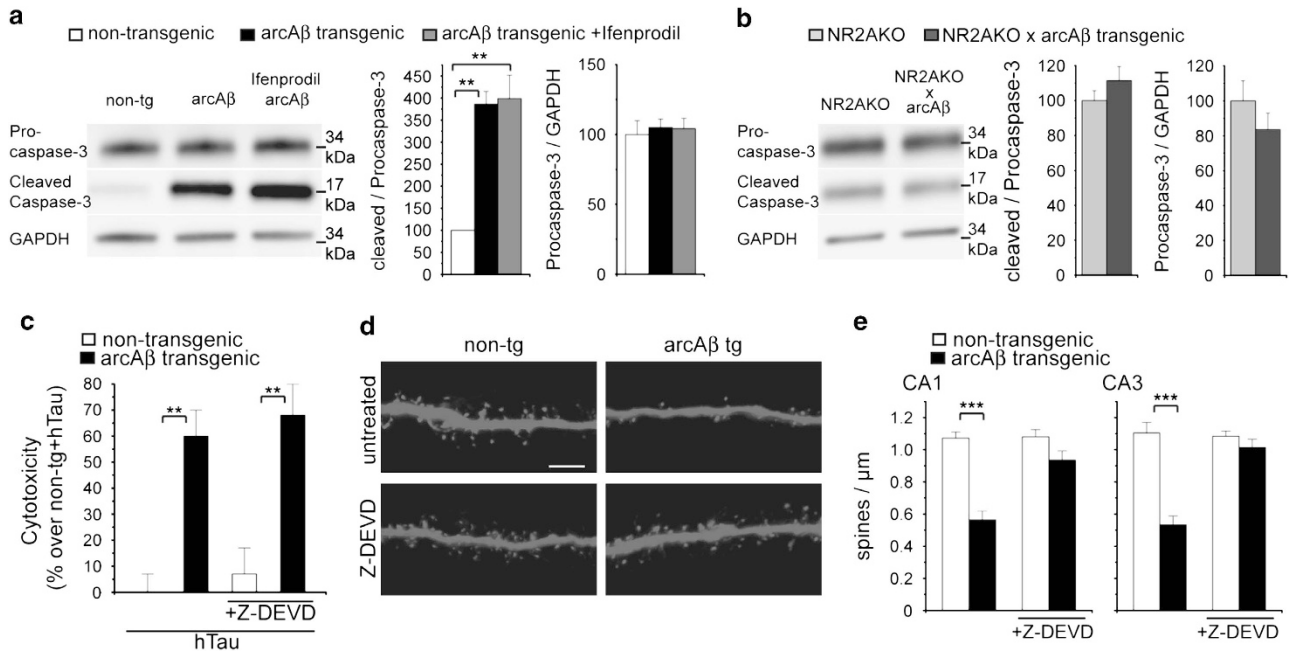 a
non-transgenic arcAβ transgenic arcAβ transgenic +Ifenprodil
non-tg arcAβ Ifenprodil
arcAβ
Pro-
caspase-3
34
kDa
Cleaved
Caspase-3
17
kDa
GAPDH
34
kDa
cleaved / Procaspase-3
450
400
350
300
250
200
150
100
50
0
**
**
Procaspase-3 / GAPDH
150
100
50
0
b
NR2AKO NR2AKO x arcAβ transgenic
NR2AKO
NR2AKO
x
arcAβ
Pro-
caspase-3
34
kDa
Cleaved
Caspase-3
17
kDa
GAPDH
34
kDa
cleaved / Procaspase-3
120
100
80
60
40
20
0
Procaspase-3 / GAPDH
120
100
80
60
40
20
0
c
non-transgenic
arcAβ transgenic
Cytotoxicity
(% over non-tg+hTau)
80
70
60
50
40
30
20
10
0
**
**
+Z-DEVD
hTau
d
non-tg arcAβ tg
untreated
Z-DEVD
e
non-transgenic
arcAβ transgenic
CA1
CA3
spines / µm
1.2
1.0
0.8
0.6
0.4
0.2
0
***
***
+Z-DEVD
+Z-DEVD